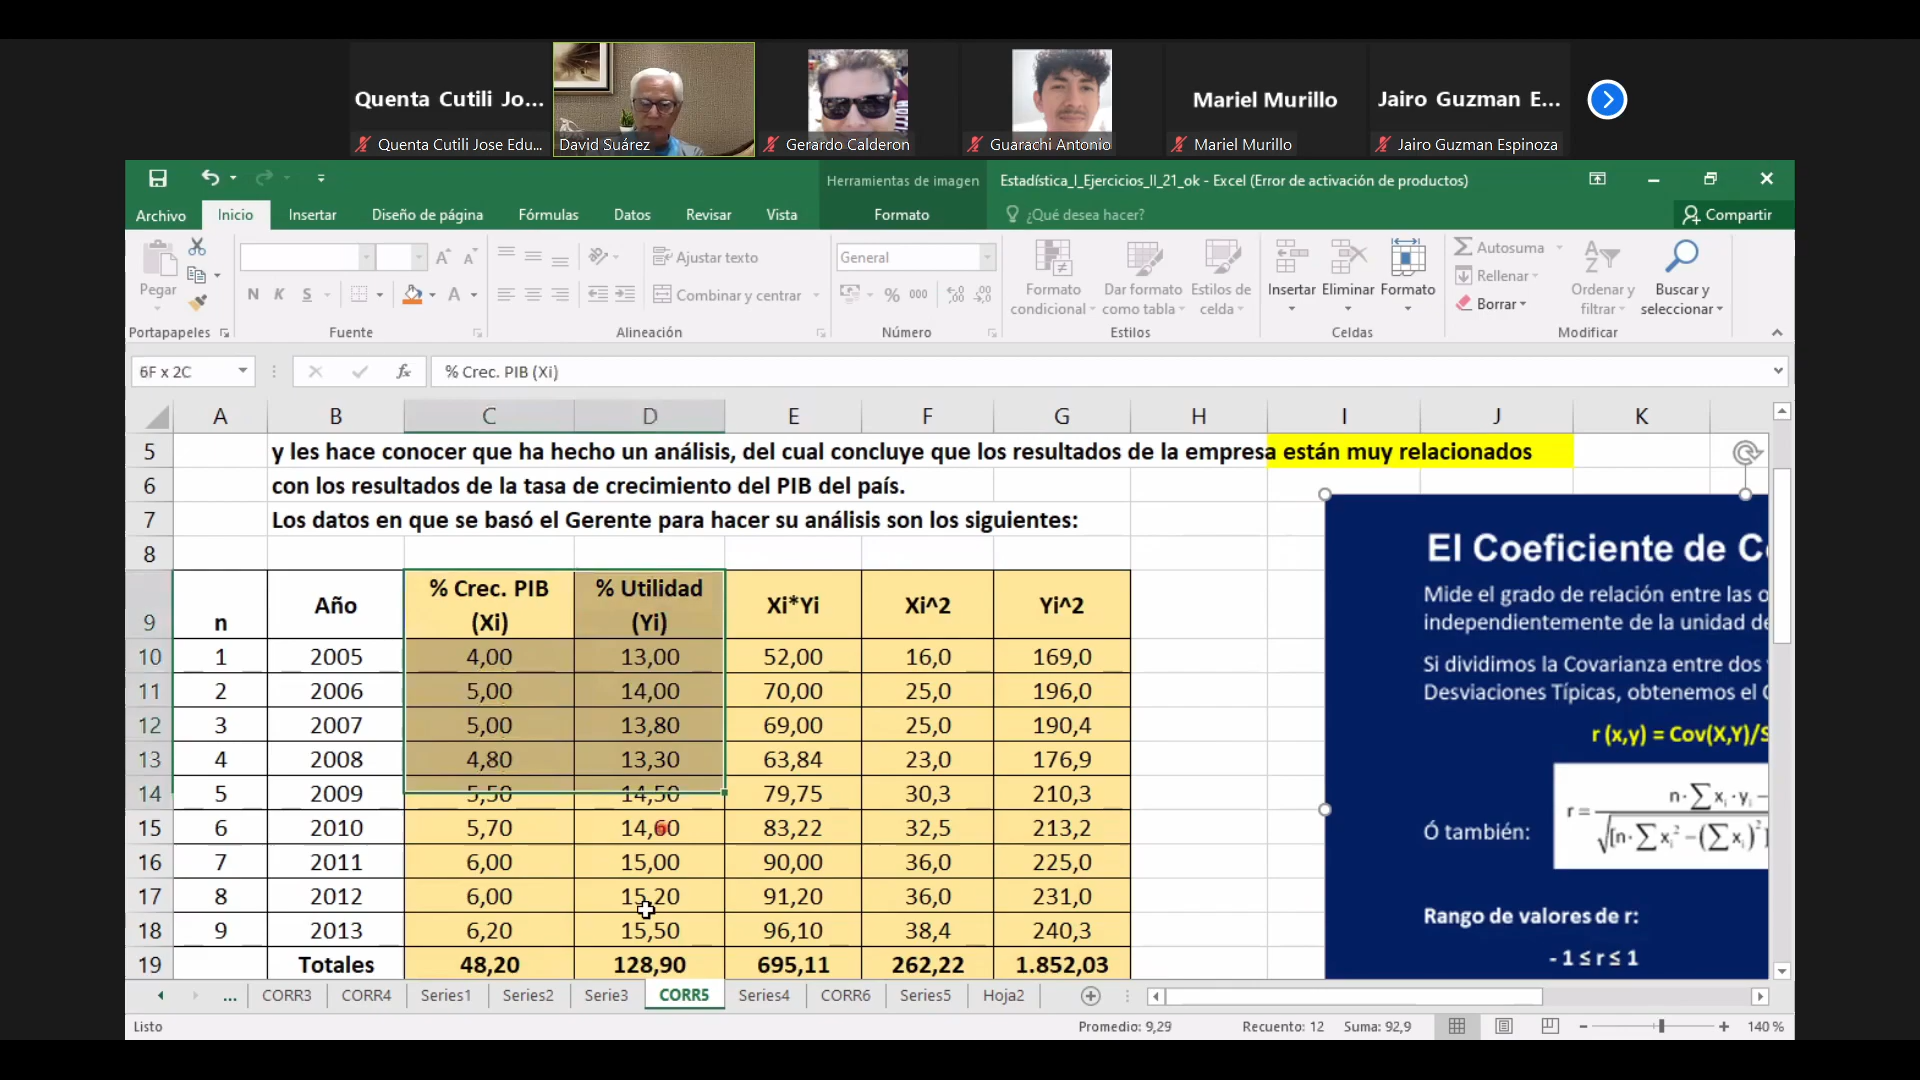 Quenta Cutili Jo...
Mariel Murillo
Jairo Guzman E...
Quenta Cutili Jose Edu...
David Suárez
Gerardo Calderon
Guarachi Antonio
Mariel Murillo
Jairo Guzman Espinoza
Herramientas de imagen
Estadística_I_Ejercicios_II_21_ok - Excel (Error de activación de productos)
Archivo
Inicio
Insertar
Diseño de página
Fórmulas
Datos
Revisar
Vista
Formato
¿Qué desea hacer?
Compartir
Pegar
N K S
Ajustar texto
Combinar y centrar
General
% 000
Formato condicional
Dar formato como tabla
Estilos de celda
Insertar
Eliminar
Formato
Autosuma
Rellenar
Borrar
Ordenar y filtrar
Buscar y seleccionar
Portapapeles
Fuente
Alineación
Número
Estilos
Celdas
Modificar
6F x 2C
fx
% Crec. PIB (Xi)
A B C D E F G H I J K
5 y les hace conocer que ha hecho un análisis, del cual concluye que los resultados de la empresa están muy relacionados
6 con los resultados de la tasa de crecimiento del PIB del país.
7 Los datos en que se basó el Gerente para hacer su análisis son los siguientes:
8
9 n Año % Crec. PIB (Xi) % Utilidad (Yi) Xi*Yi Xi^2 Yi^2
10 1 2005 4,00 13,00 52,00 16,0 169,0
11 2 2006 5,00 14,00 70,00 25,0 196,0
12 3 2007 5,00 13,80 69,00 25,0 190,4
13 4 2008 4,80 13,30 63,84 23,0 176,9
14 5 2009 5,50 14,50 79,75 30,3 210,3
15 6 2010 5,70 14,60 83,22 32,5 213,2
16 7 2011 6,00 15,00 90,00 36,0 225,0
17 8 2012 6,00 15,20 91,20 36,0 231,0
18 9 2013 6,20 15,50 96,10 38,4 240,3
19 Totales 48,20 128,90 695,11 262,22 1.852,03
El Coeficiente de C
Mide el grado de relación entre las
independientemente de la unidad
Si dividimos la Covarianza entre dos
Desviaciones Típicas, obtenemos el
r (x,y) = Cov(X,Y)/S
Ó también:
r = n·∑xᵢ·yᵢ – / √[n·∑xᵢ²–(∑xᵢ)²]
Rango de valores de r:
- 1 ≤ r ≤ 1
... CORR3 CORR4 Series1 Series2 Serie3 CORR5 Series4 CORR6 Series5 Hoja2
Listo
Promedio: 9,29
Recuento: 12
Suma: 92,9
140 %